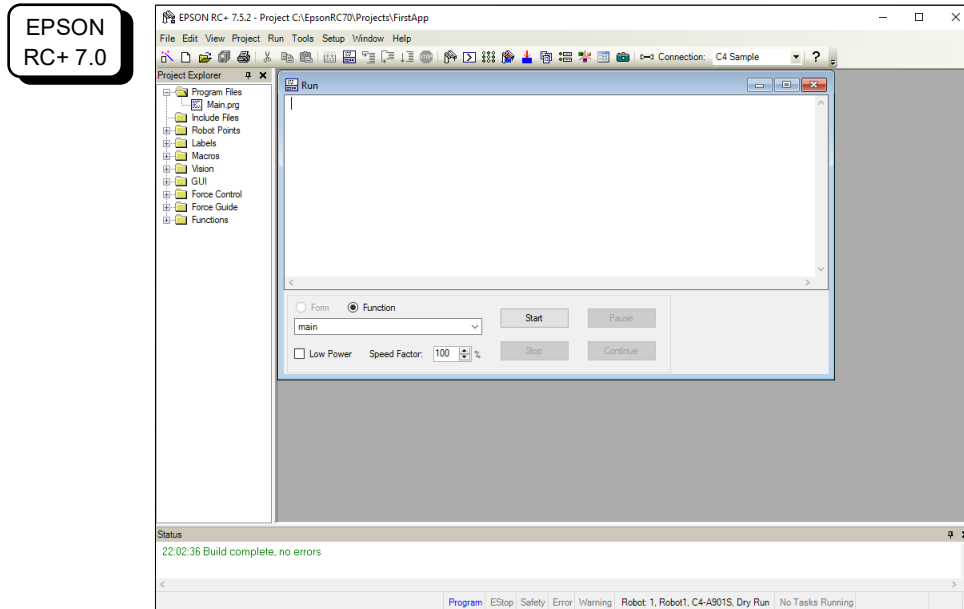 EPSON
RC+ 7.0
EPSON RC+ 7.5.2 - Project C:\EpsonRC70\Projects\FirstApp
File Edit View Project Run Tools Setup Window Help
Connection: C4 Sample
Project Explorer
Program Files
Main.prg
Include Files
Robot Points
Labels
Macros
Vision
GUI
Force Control
Force Guide
Functions
Run
Form Function
main
Start Pause
Low Power Speed Factor: 100 %
Stop Continue
Status
22:02:36 Build complete, no errors
Program EStop Safety Error Warning Robot: 1, Robot1, C4-A901S, Dry Run No Tasks Running